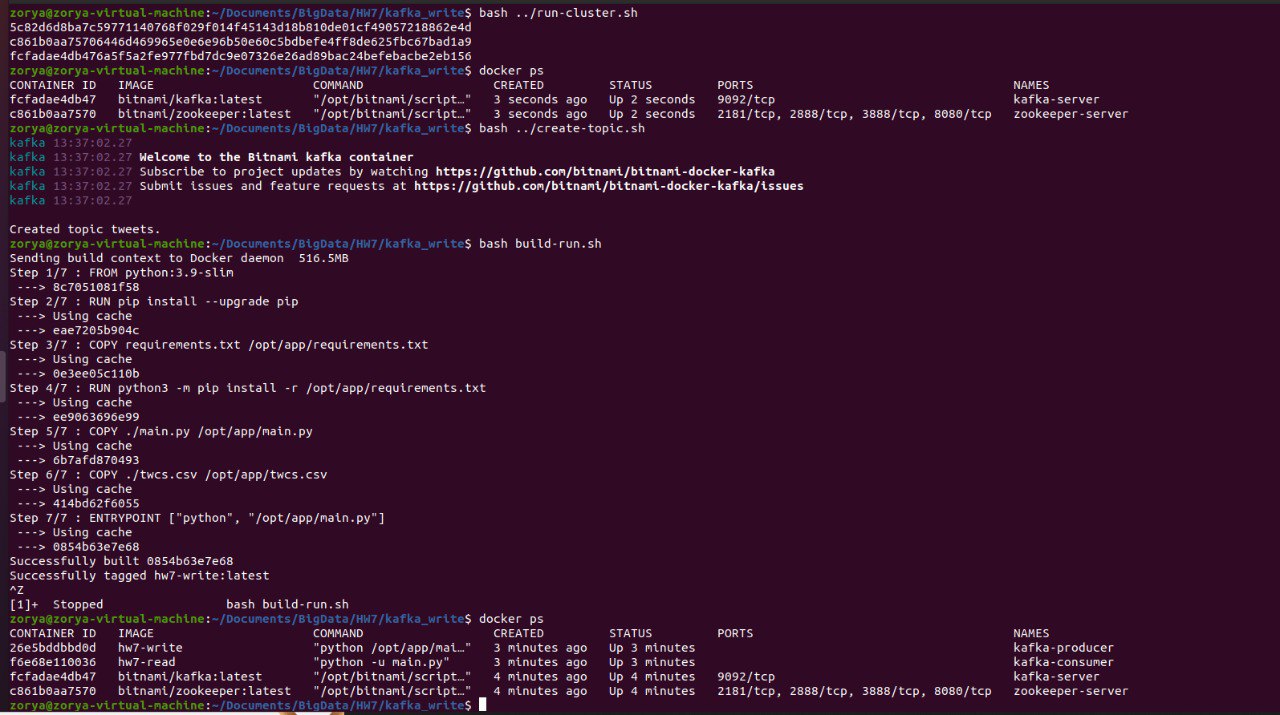 zorya@zorya-virtual-machine:~/Documents/BigData/HW7/kafka_write$ bash ../run-cluster.sh
5c82d6d8ba7c59771140768f029f014f45143d18b810de01cf49057218862e4d
c861b0aa75706446d469965e0e6e96b50e60c5bdbefe4ff8de625fbc67bad1a9
fcfadae4db476a5f5a2fe977fbd7dc9e07326e26ad89bac24befebacbe2eb156
zorya@zorya-virtual-machine:~/Documents/BigData/HW7/kafka_write$ docker ps
CONTAINER ID   IMAGE                      COMMAND                  CREATED         STATUS         PORTS                                    NAMES
fcfadae4db47   bitnami/kafka:latest       "/opt/bitnami/script…"   3 seconds ago   Up 2 seconds   9092/tcp                                 kafka-server
c861b0aa7570   bitnami/zookeeper:latest   "/opt/bitnami/script…"   3 seconds ago   Up 2 seconds   2181/tcp, 2888/tcp, 3888/tcp, 8080/tcp   zookeeper-server
zorya@zorya-virtual-machine:~/Documents/BigData/HW7/kafka_write$ bash ../create-topic.sh
kafka 13:37:02.27
kafka 13:37:02.27 Welcome to the Bitnami kafka container
kafka 13:37:02.27 Subscribe to project updates by watching https://github.com/bitnami/bitnami-docker-kafka
kafka 13:37:02.27 Submit issues and feature requests at https://github.com/bitnami/bitnami-docker-kafka/issues
kafka 13:37:02.27
Created topic tweets.
zorya@zorya-virtual-machine:~/Documents/BigData/HW7/kafka_write$ bash build-run.sh
Sending build context to Docker daemon  516.5MB
Step 1/7 : FROM python:3.9-slim
 ---> 8c7051081f58
Step 2/7 : RUN pip install --upgrade pip
 ---> Using cache
 ---> eae7205b904c
Step 3/7 : COPY requirements.txt /opt/app/requirements.txt
 ---> Using cache
 ---> 0e3ee05c110b
Step 4/7 : RUN python3 -m pip install -r /opt/app/requirements.txt
 ---> Using cache
 ---> ee9063696e99
Step 5/7 : COPY ./main.py /opt/app/main.py
 ---> Using cache
 ---> 6b7afd870493
Step 6/7 : COPY ./twcs.csv /opt/app/twcs.csv
 ---> Using cache
 ---> 414bd62f6055
Step 7/7 : ENTRYPOINT ["python", "/opt/app/main.py"]
 ---> Using cache
 ---> 0854b63e7e68
Successfully built 0854b63e7e68
Successfully tagged hw7-write:latest
^Z
[1]+  Stopped                 bash build-run.sh
zorya@zorya-virtual-machine:~/Documents/BigData/HW7/kafka_write$ docker ps
CONTAINER ID   IMAGE                      COMMAND                  CREATED         STATUS         PORTS                                    NAMES
26e5bddbbd0d   hw7-write                  "python /opt/app/mai…"   3 minutes ago   Up 3 minutes                                            kafka-producer
f6e68e110036   hw7-read                   "python -u main.py"      3 minutes ago   Up 3 minutes                                            kafka-consumer
fcfadae4db47   bitnami/kafka:latest       "/opt/bitnami/script…"   4 minutes ago   Up 4 minutes   9092/tcp                                 kafka-server
c861b0aa7570   bitnami/zookeeper:latest   "/opt/bitnami/script…"   4 minutes ago   Up 4 minutes   2181/tcp, 2888/tcp, 3888/tcp, 8080/tcp   zookeeper-server
zorya@zorya-virtual-machine:~/Documents/BigData/HW7/kafka_write$